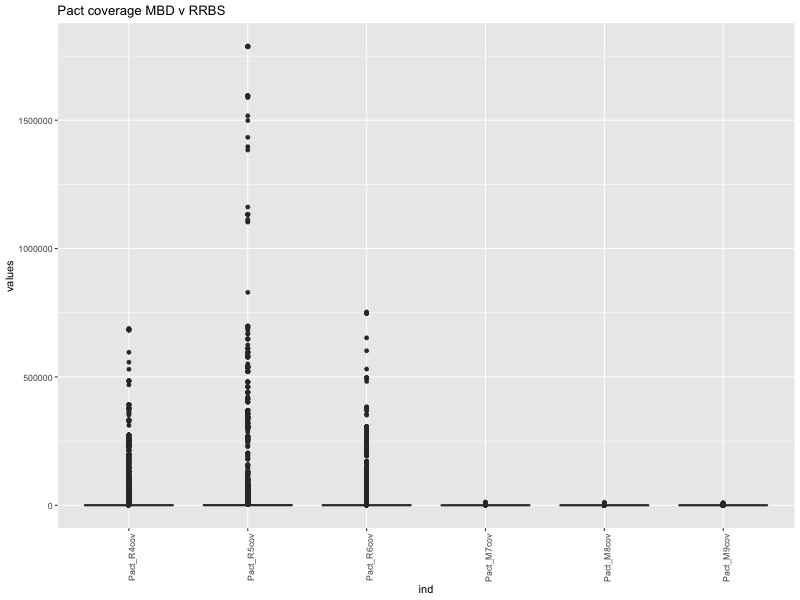 Pact coverage MBD v RRBS
values
1500000
1000000
500000
0
Pact_R4cov
Pact_R5cov
Pact_R6cov
Pact_M7cov
Pact_M8cov
Pact_M9cov
ind